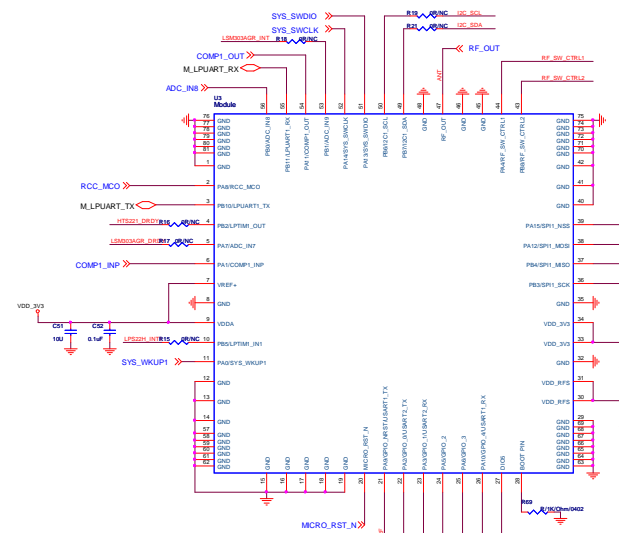 SYS_SWDIO
SYS_SWCLK
LSM303AGR_INT R18 0R/NC
COMP1_OUT
M_LPUART_RX
ADC_IN8
R19 0R/NC I2C_SCL
R21 0R/NC I2C_SDA
RF_OUT
ANT
RF_SW_CTRL1
RF_SW_CTRL2
U3
Module
56 PB0/ADC_IN8
55 PB11/LPUART1_RX
54 PA11/COMP1_OUT
53 PB1/ADC_IN9
52 PA14/SYS_SWCLK
51 PA13/SYS_SWDIO
50 PB6/I2C1_SCL
49 PB7/I2C1_SDA
48 GND
47 RF_OUT
46 GND
45 GND
44 PA4/RF_SW_CTRL1
43 PB8/RF_SW_CTRL2
76 GND
77 GND
78 GND
79 GND
80 GND
81 GND
1 GND
RCC_MCO 2 PA8/RCC_MCO
M_LPUART_TX 3 PB10/LPUART1_TX
HTS221_DRDY R16 0R/NC 4 PB2/LPTIM1_OUT
LSM303AGR_DRD R17 0R/NC 5 PA7/ADC_IN7
COMP1_INP 6 PA1/COMP1_INP
7 VREF+
8 GND
VDD_3V3
9 VDDA
C51
10U
C52
0.1uF
LPS22H_INT R15 0R/NC 10 PB5/LPTIM1_IN1
SYS_WKUP1 11 PA0/SYS_WKUP1
12 GND
13 GND
14 GND
57 GND
58 GND
59 GND
60 GND
61 GND
62 GND
75 GND
74 GND
73 GND
72 GND
71 GND
70 GND
42 GND
41 GND
40 GND
39 PA15/SPI1_NSS
38 PA12/SPI1_MOSI
37 PB4/SPI1_MISO
36 PB3/SPI1_SCK
35 GND
34 VDD_3V3
33 VDD_3V3
32 GND
31 VDD_RFS
30 VDD_RFS
29 GND
69 GND
68 GND
67 GND
66 GND
65 GND
64 GND
63 GND
15 GND
16 GND
17 GND
18 GND
19 GND
20 MICRO_RST_N
21 PA9/GPIO_NRST/USART1_TX
22 PA2/GPIO_0/USART2_TX
23 PA3/GPIO_1/USART2_RX
24 PA5/GPIO_2
25 PA6/GPIO_3
26 PA10/GPIO_4/USART1_RX
27 DIO5
28 BOOT PIN
R69
R/1K/Ohm/0402
MICRO_RST_N